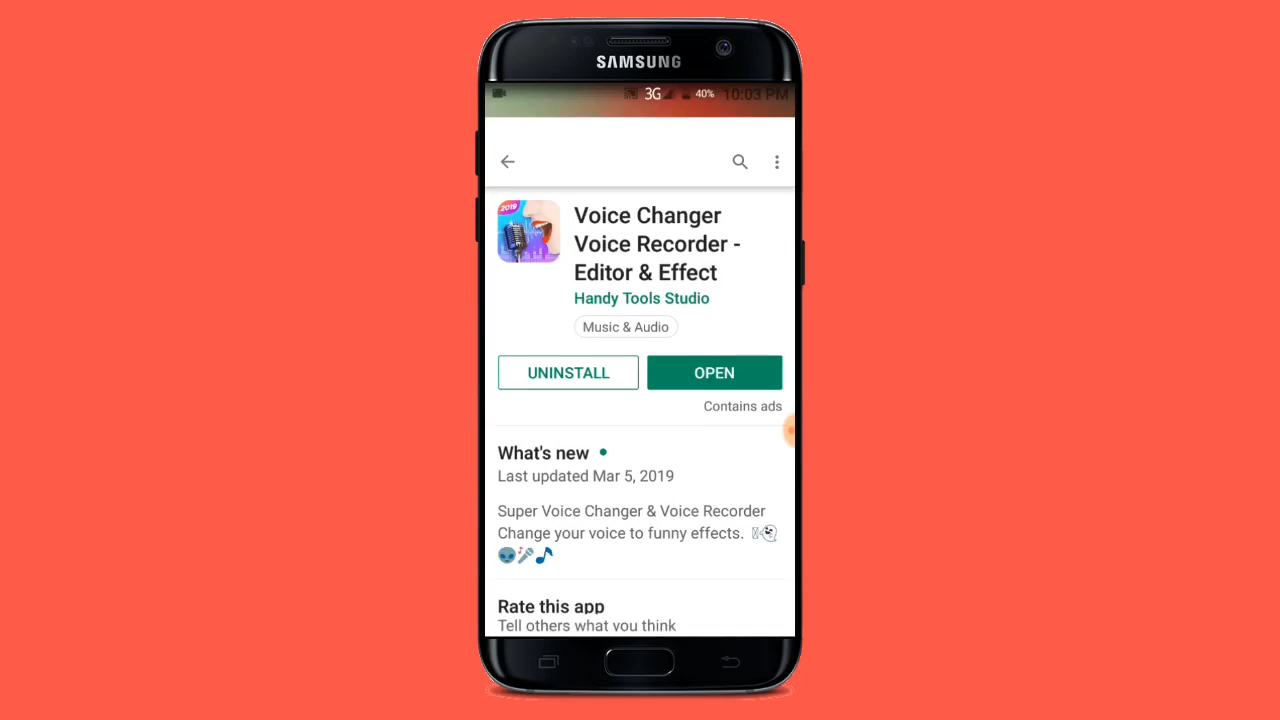 SAMSUNG
3G 40% 10:03 PM
2019
Voice Changer
Voice Recorder -
Editor & Effect
Handy Tools Studio
Music & Audio
UNINSTALL OPEN
Contains ads
What's new
Last updated Mar 5, 2019
Super Voice Changer & Voice Recorder
Change your voice to funny effects.
👽🎤🎵
Rate this app
Tell others what you think